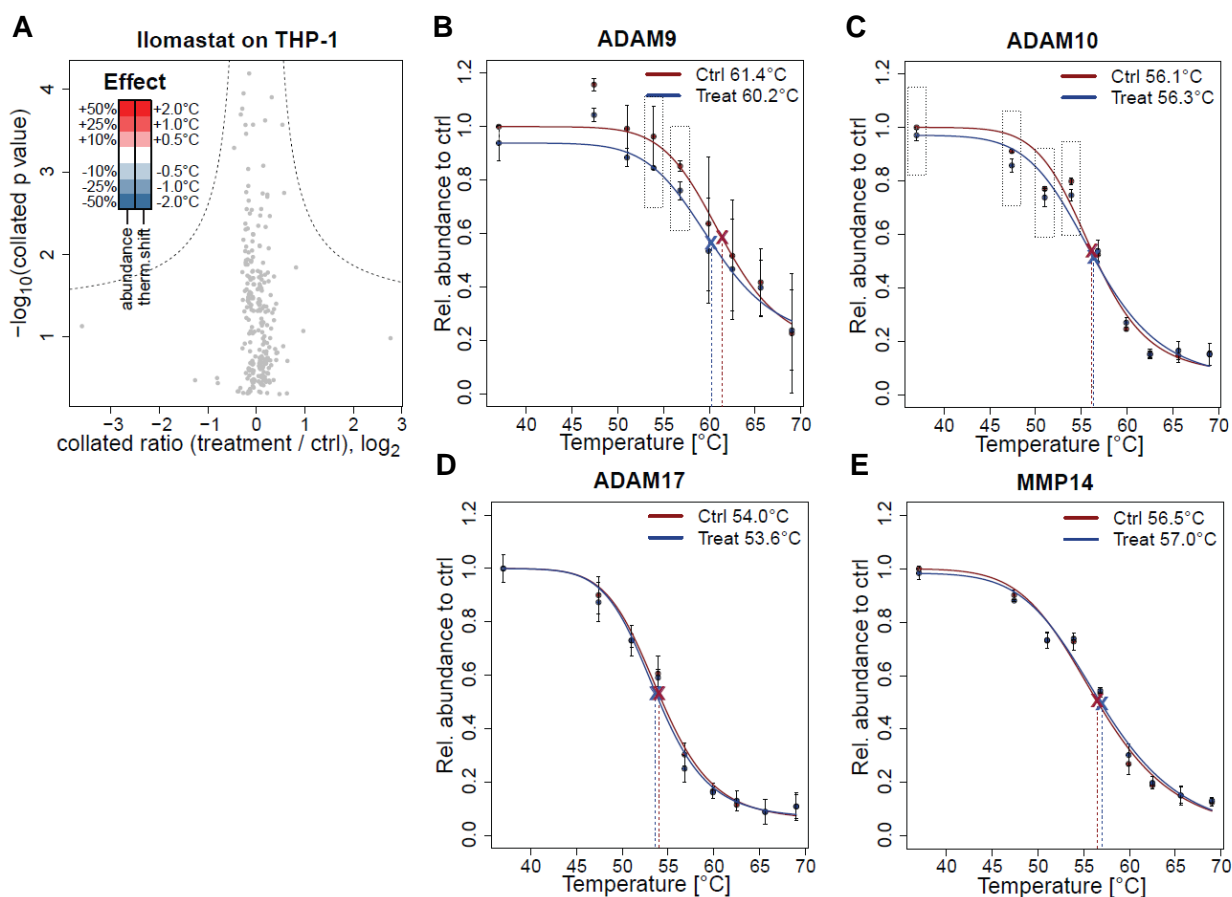 A
Ilomastat on THP-1
Effect
+50% +2.0°C
+25% +1.0°C
+10% +0.5°C
-10% -0.5°C
-25% -1.0°C
-50% -2.0°C
abundance
therm.shift
−log10(collated p value)
4
3
2
1
−3 −2 −1 0 1 2 3
collated ratio (treatment / ctrl), log2
B
ADAM9
Ctrl 61.4°C
Treat 60.2°C
Rel. abundance to ctrl
1.2
1.0
0.8
0.6
0.4
0.2
0.0
40 45 50 55 60 65 70
Temperature [°C]
C
ADAM10
Ctrl 56.1°C
Treat 56.3°C
Rel. abundance to ctrl
1.2
1.0
0.8
0.6
0.4
0.2
0.0
40 45 50 55 60 65 70
Temperature [°C]
D
ADAM17
Ctrl 54.0°C
Treat 53.6°C
Rel. abundance to ctrl
1.2
1.0
0.8
0.6
0.4
0.2
0.0
40 45 50 55 60 65 70
Temperature [°C]
E
MMP14
Ctrl 56.5°C
Treat 57.0°C
Rel. abundance to ctrl
1.2
1.0
0.8
0.6
0.4
0.2
0.0
40 45 50 55 60 65 70
Temperature [°C]